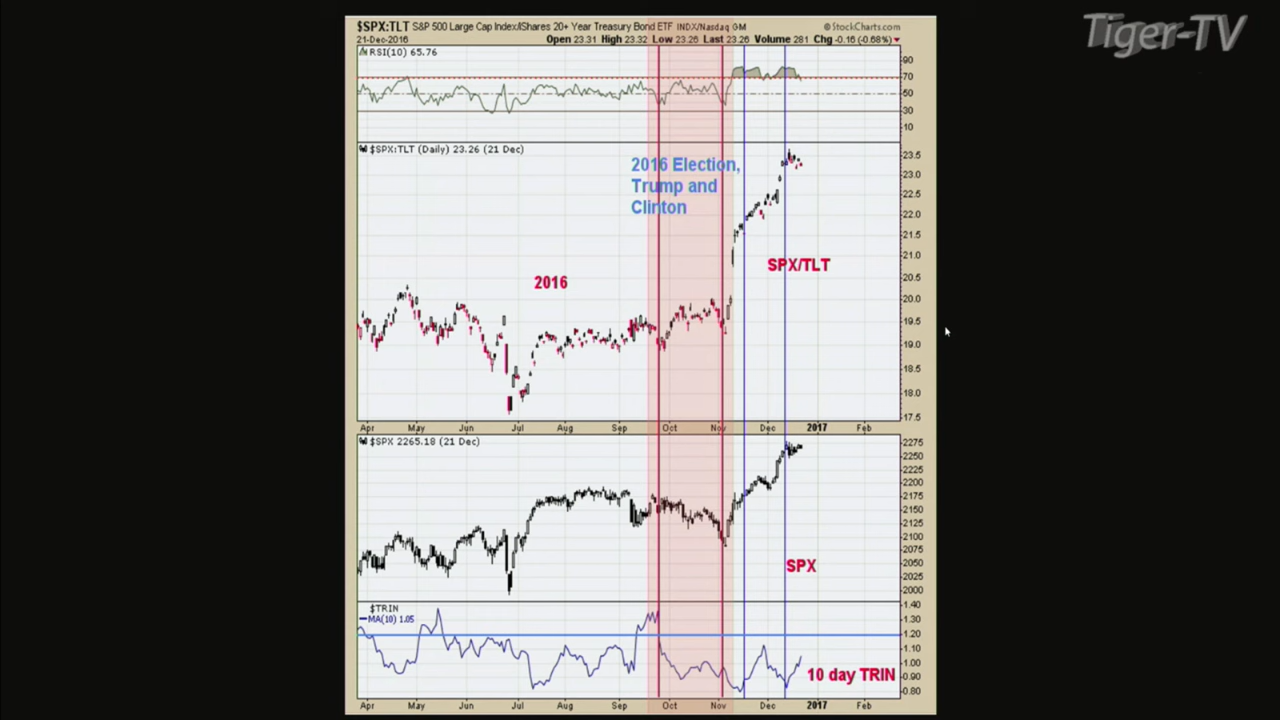 Tiger-TV
$SPX:TLT S&P 500 Large Cap Index/iShares 20+ Year Treasury Bond ETF INDX/Nasdaq GM
© StockCharts.com
21-Dec-2016
Open 23.31 High 23.32 Low 23.26 Last 23.26 Volume 281 Chg -0.16 (-0.68%)
RSI(10) 65.76
90
70
50
30
10
$SPX:TLT (Daily) 23.26 (21 Dec)
2016 Election,
Trump and
Clinton
2016
SPX/TLT
23.5
23.0
22.5
22.0
21.5
21.0
20.5
20.0
19.5
19.0
18.5
18.0
17.5
Apr May Jun Jul Aug Sep Oct Nov Dec 2017 Feb
$SPX 2265.18 (21 Dec)
2275
2250
2225
2200
2175
2150
2125
2100
2075
2050
2025
2000
SPX
$TRIN
MA(10) 1.05
1.40
1.30
1.20
1.10
1.00
0.90
0.80
10 day TRIN
Apr May Jun Jul Aug Sep Oct Nov Dec 2017 Feb